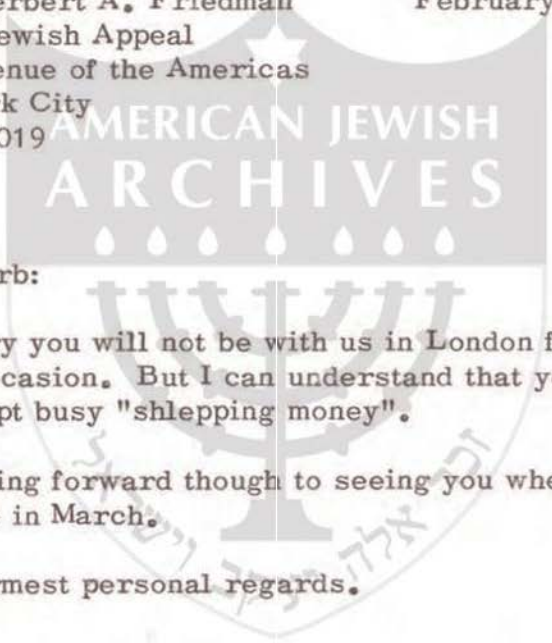 erbert A. Friedman February
ewish Appeal
enue of the Americas
k City
019
AMERICAN JEWISH
ARCHIVES
rb:
y you will not be with us in London f
casion. But I can understand that y
pt busy "shlepping money".
ing forward though to seeing you whe
in March.
mest personal regards.